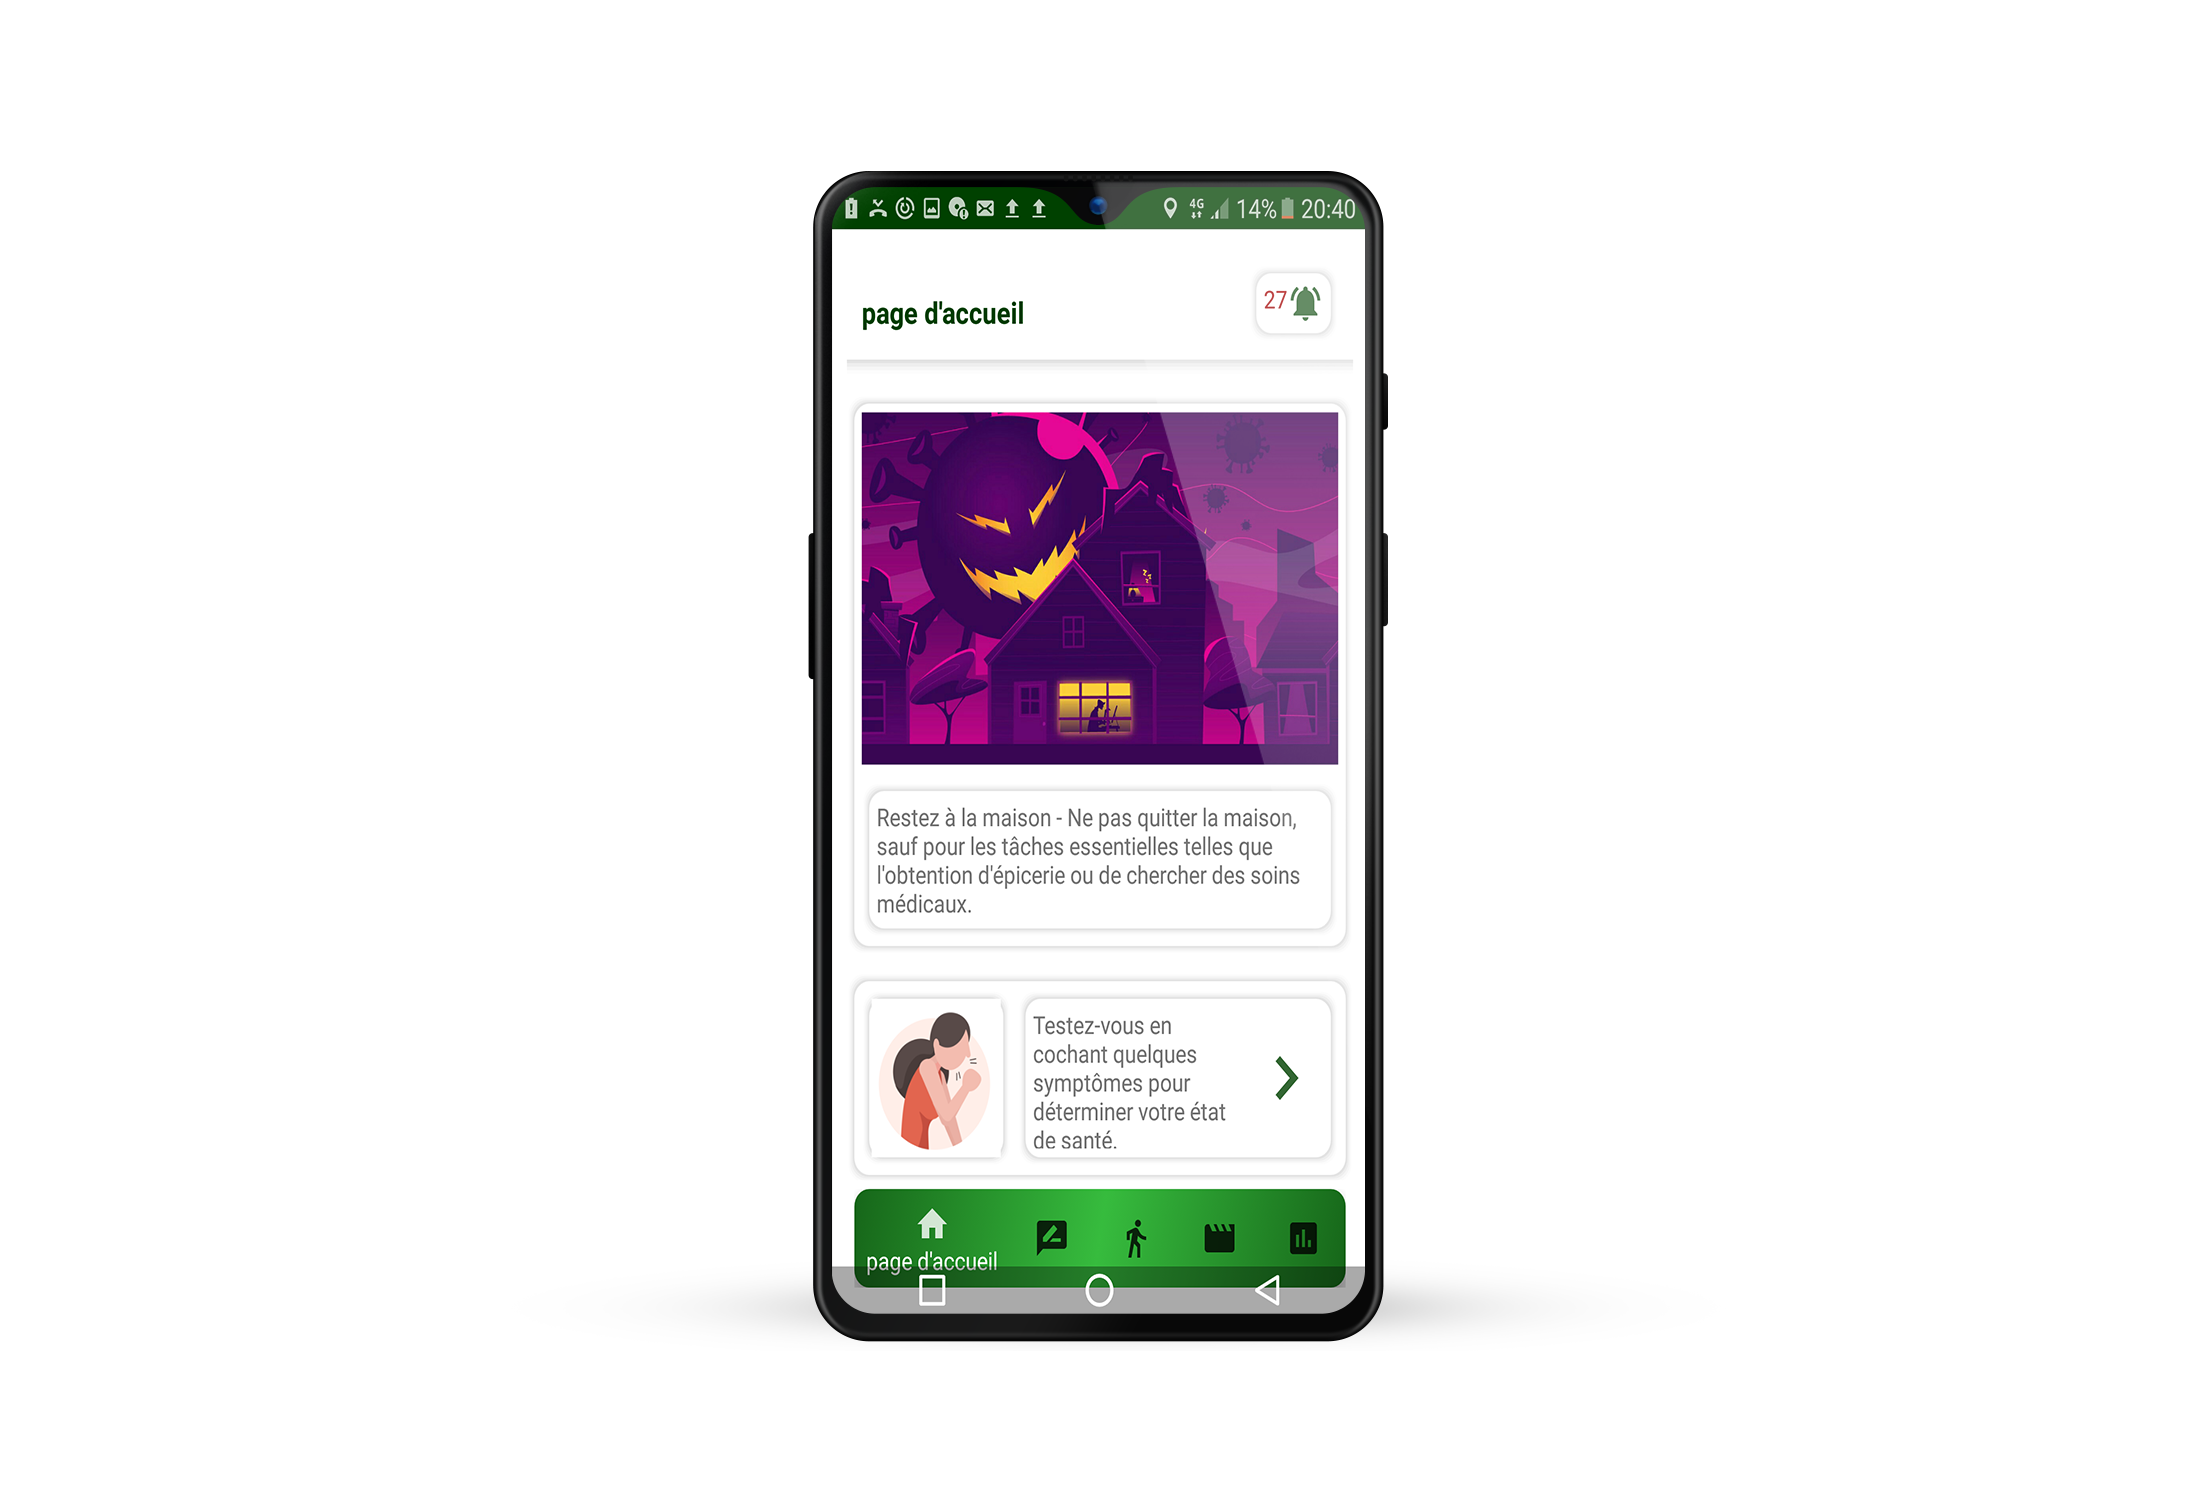 4G 14% 20:40
page d'accueil
27
Restez à la maison - Ne pas quitter la maison,
sauf pour les tâches essentielles telles que
l'obtention d'épicerie ou de chercher des soins
médicaux.
Testez-vous en
cochant quelques
symptômes pour
déterminer votre état
de santé.
page d'accueil